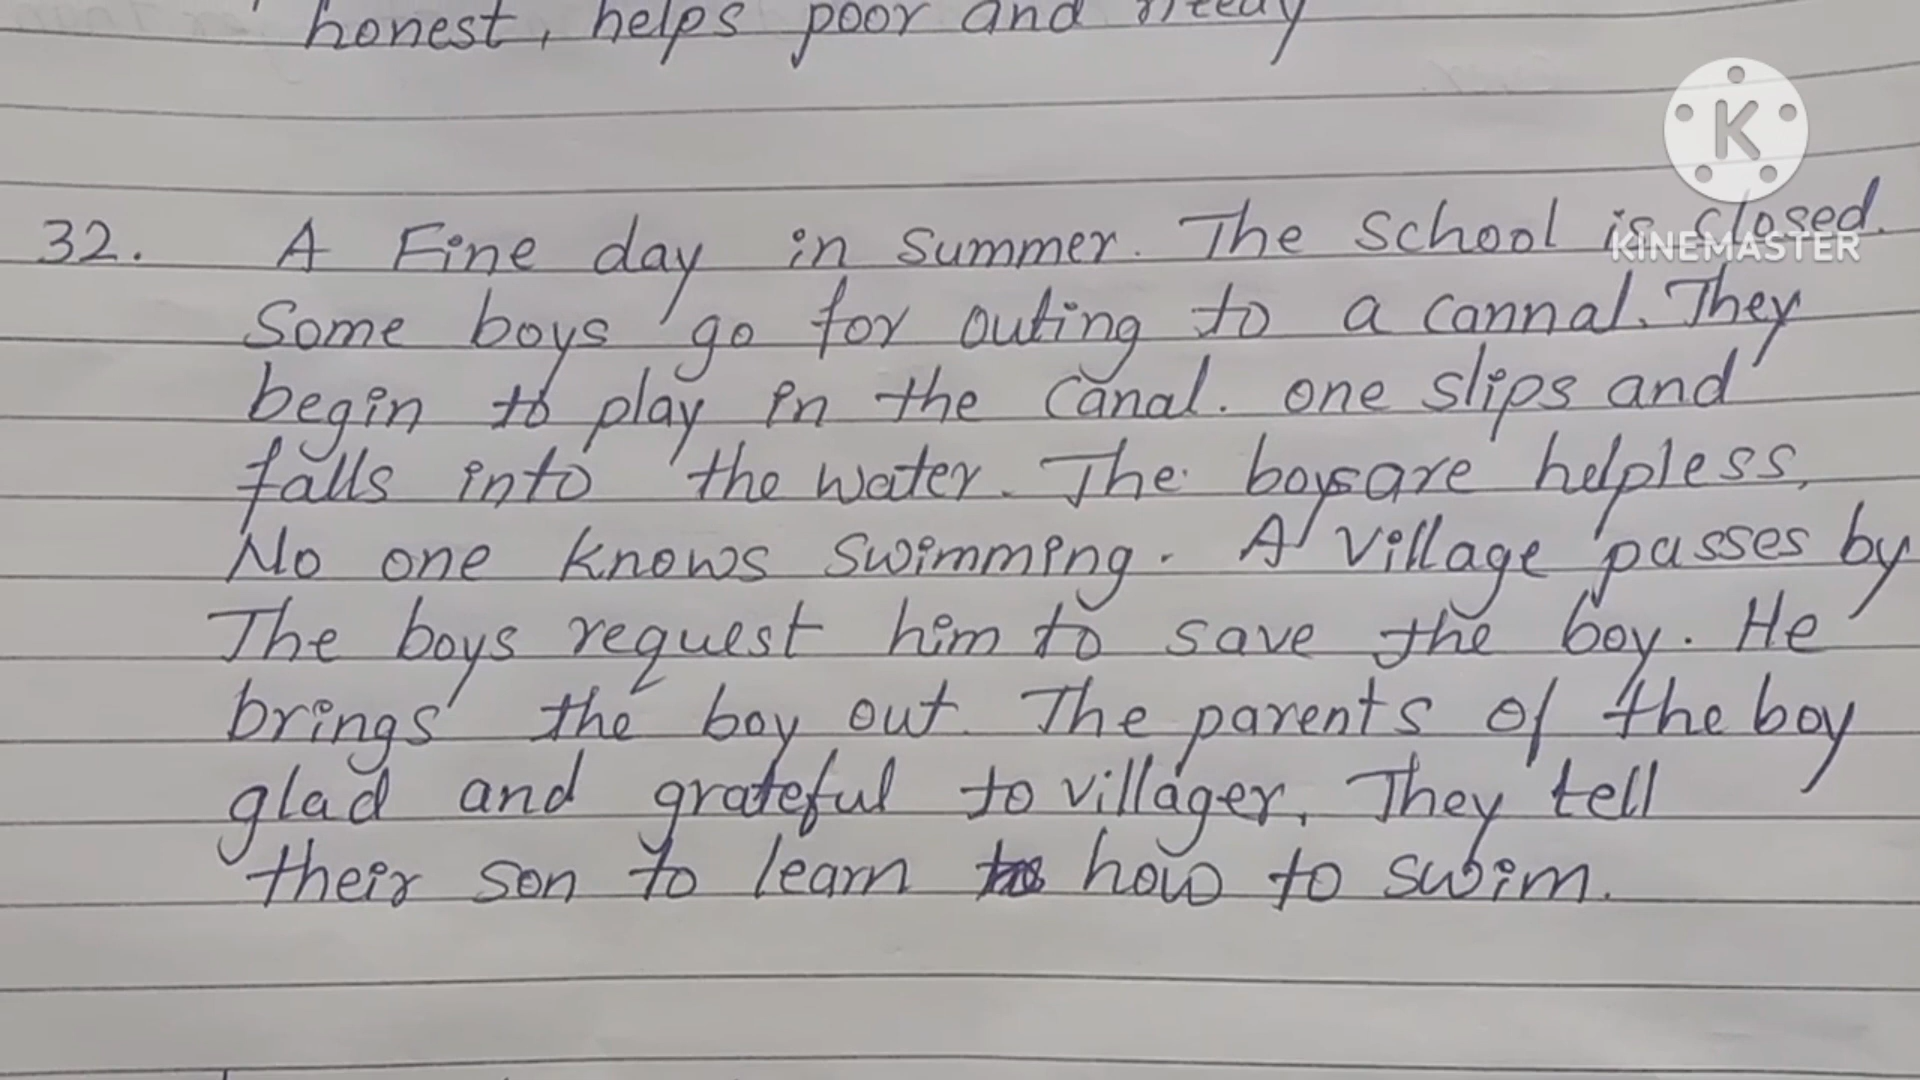 honest, helps poor and needy
K
KINEMASTER
32. A Fine day in summer. The School is closed.
Some boys go for outing to a cannal. They
begin to play in the canal. one slips and
falls into the water. The boys are helpless,
No one knows swimming. A village passes by
The boys request him to save the boy. He
brings the boy out. The parents of the boy
glad and grateful to villager. They tell
their son to learn how to swim.